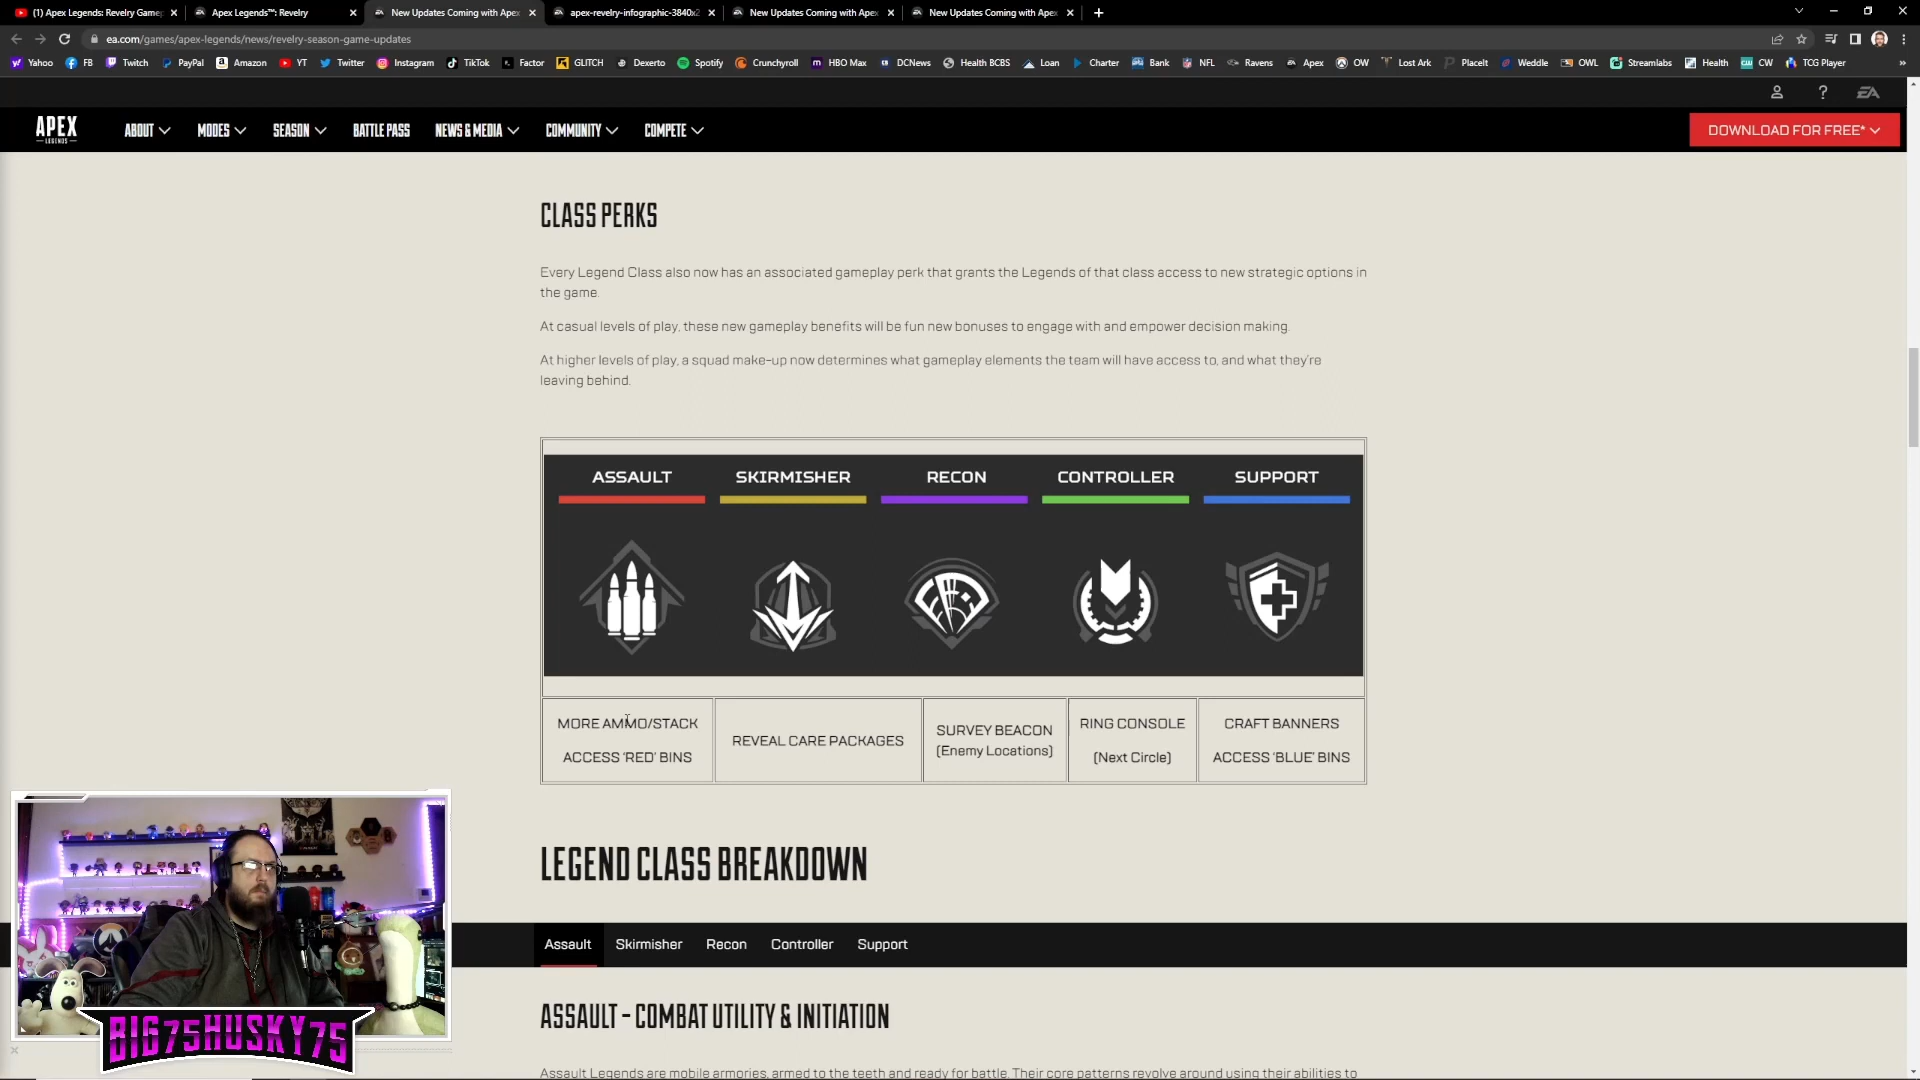 (1) Apex Legends: Revelry Gamep
Apex Legends™: Revelry
New Updates Coming with Apex
apex-revelry-infographic-3840x2
New Updates Coming with Apex
New Updates Coming with Apex
ea.com/games/apex-legends/news/revelry-season-game-updates
Yahoo FB Twitch PayPal Amazon YT Twitter Instagram TikTok Factor GLITCH Dexerto Spotify Crunchyroll HBO Max DCNews Health BCBS Loan Charter Bank NFL Ravens Apex OW Lost Ark PlaceIt Weddle OWL Streamlabs Health CW TCG Player
EA
APEX
LEGENDS
ABOUT MODES SEASON BATTLE PASS NEWS & MEDIA COMMUNITY COMPETE
DOWNLOAD FOR FREE*
CLASS PERKS
Every Legend Class also now has an associated gameplay perk that grants the Legends of that class access to new strategic options in
the game.
At casual levels of play, these new gameplay benefits will be fun new bonuses to engage with and empower decision making.
At higher levels of play, a squad make-up now determines what gameplay elements the team will have access to, and what they're
leaving behind.
ASSAULT SKIRMISHER RECON CONTROLLER SUPPORT
MORE AMMO/STACK
ACCESS 'RED' BINS
REVEAL CARE PACKAGES
SURVEY BEACON
(Enemy Locations)
RING CONSOLE
(Next Circle)
CRAFT BANNERS
ACCESS 'BLUE' BINS
LEGEND CLASS BREAKDOWN
Assault Skirmisher Recon Controller Support
ASSAULT – COMBAT UTILITY & INITIATION
Assault Legends are mobile armories, armed to the teeth and ready for battle. Their core patterns revolve around using their abilities to
BIG75HUSKY75